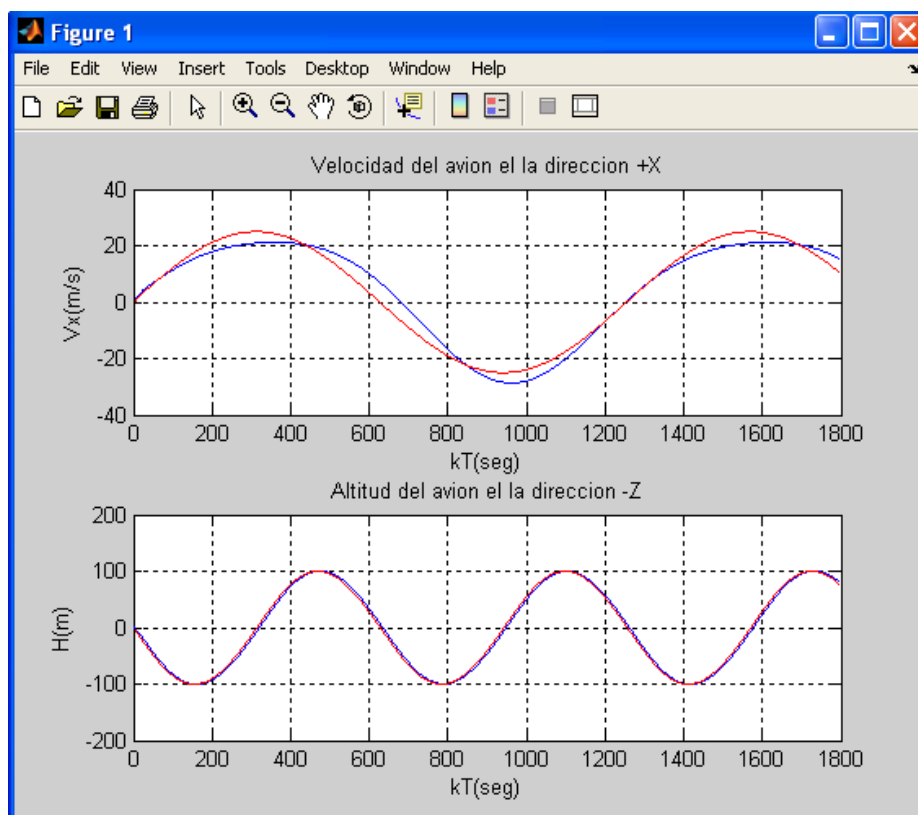 Figure 1
File Edit View Insert Tools Desktop Window Help
Velocidad del avion el la direccion +X
40
20
0
-20
-40
Vx(m/s)
0 200 400 600 800 1000 1200 1400 1600 1800
kT(seg)
Altitud del avion el la direccion -Z
200
100
0
-100
-200
H(m)
0 200 400 600 800 1000 1200 1400 1600 1800
kT(seg)